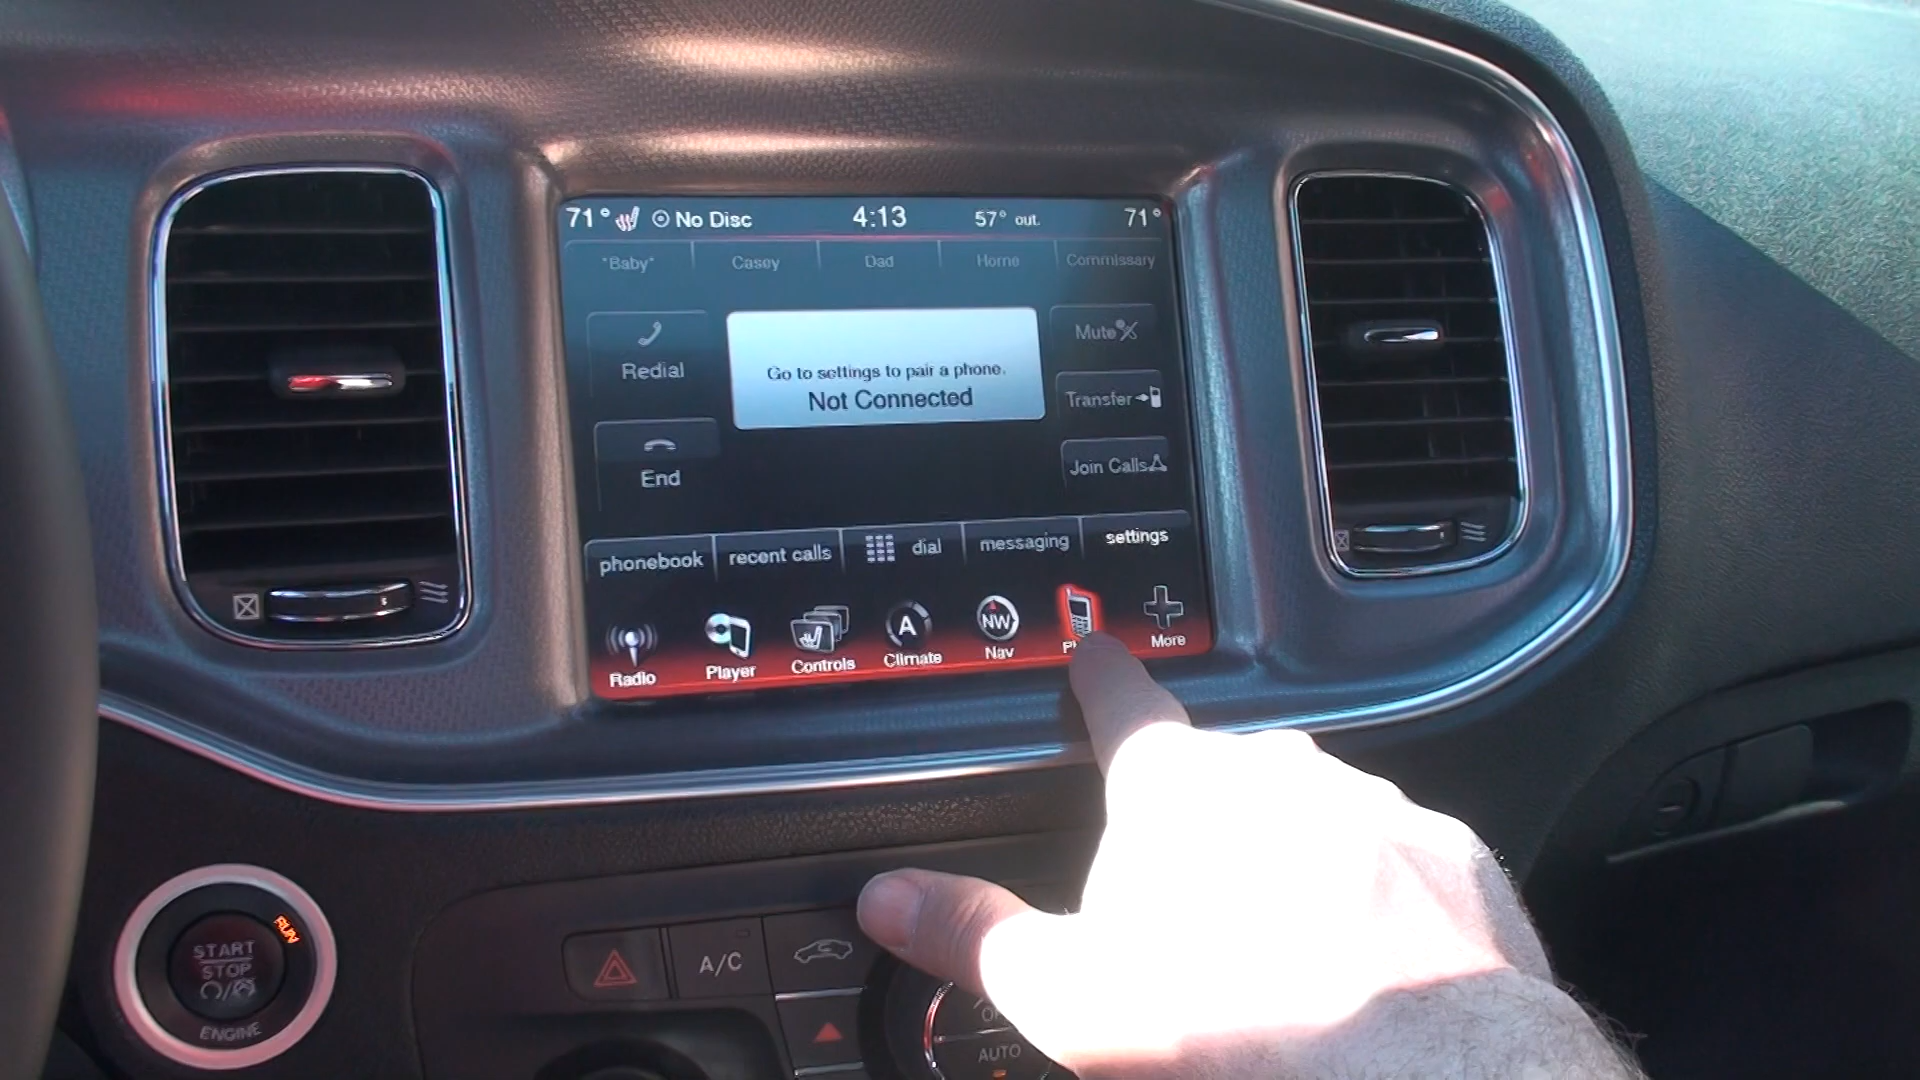 71° No Disc 4:13 57° out. 71°
"Baby" Casey Dad Home Commissary
Redial
Go to settings to pair a phone.
Not Connected
Mute
Transfer
End
Join Calls
phonebook recent calls dial messaging settings
Radio Player Controls A Climate NW Nav More
RUN
START
STOP
ENGINE
A/C
AUTO